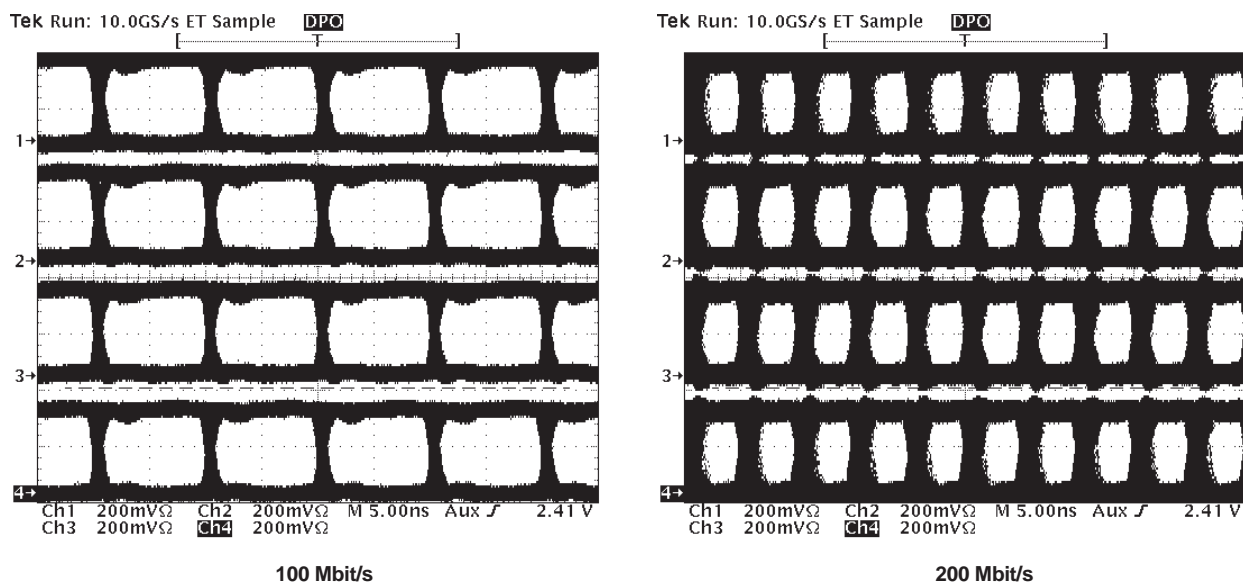 Tek Run: 10.0GS/s ET Sample DPO
[ T ]
1→
2→
3→
4→
Ch1 200mVΩ Ch2 200mVΩ M 5.00ns Aux ƒ 2.41 V
Ch3 200mVΩ Ch4 200mVΩ
100 Mbit/s
Tek Run: 10.0GS/s ET Sample DPO
[ T ]
1→
2→
3→
4→
Ch1 200mVΩ Ch2 200mVΩ M 5.00ns Aux ƒ 2.41 V
Ch3 200mVΩ Ch4 200mVΩ
200 Mbit/s